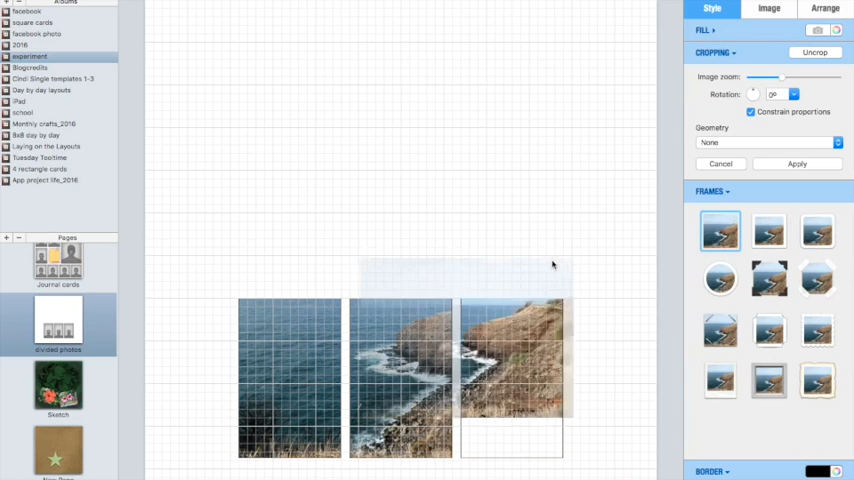 + − Albums
facebook
square cards
facebook photo
2016
experiment
Blogcredits
Cindi Single templates 1-3
Day by day layouts
iPad
school
Monthly crafts_2016
8x8 day by day
Laying on the Layouts
Tuesday Tooltime
4 rectangle cards
App project life_2016
+ − Pages
Journal cards
divided photos
Sketch
Style Image Arrange
FILL
CROPPING Uncrop
Image zoom:
Rotation: 0º
Constrain proportions
Geometry
None
Cancel Apply
FRAMES
BORDER